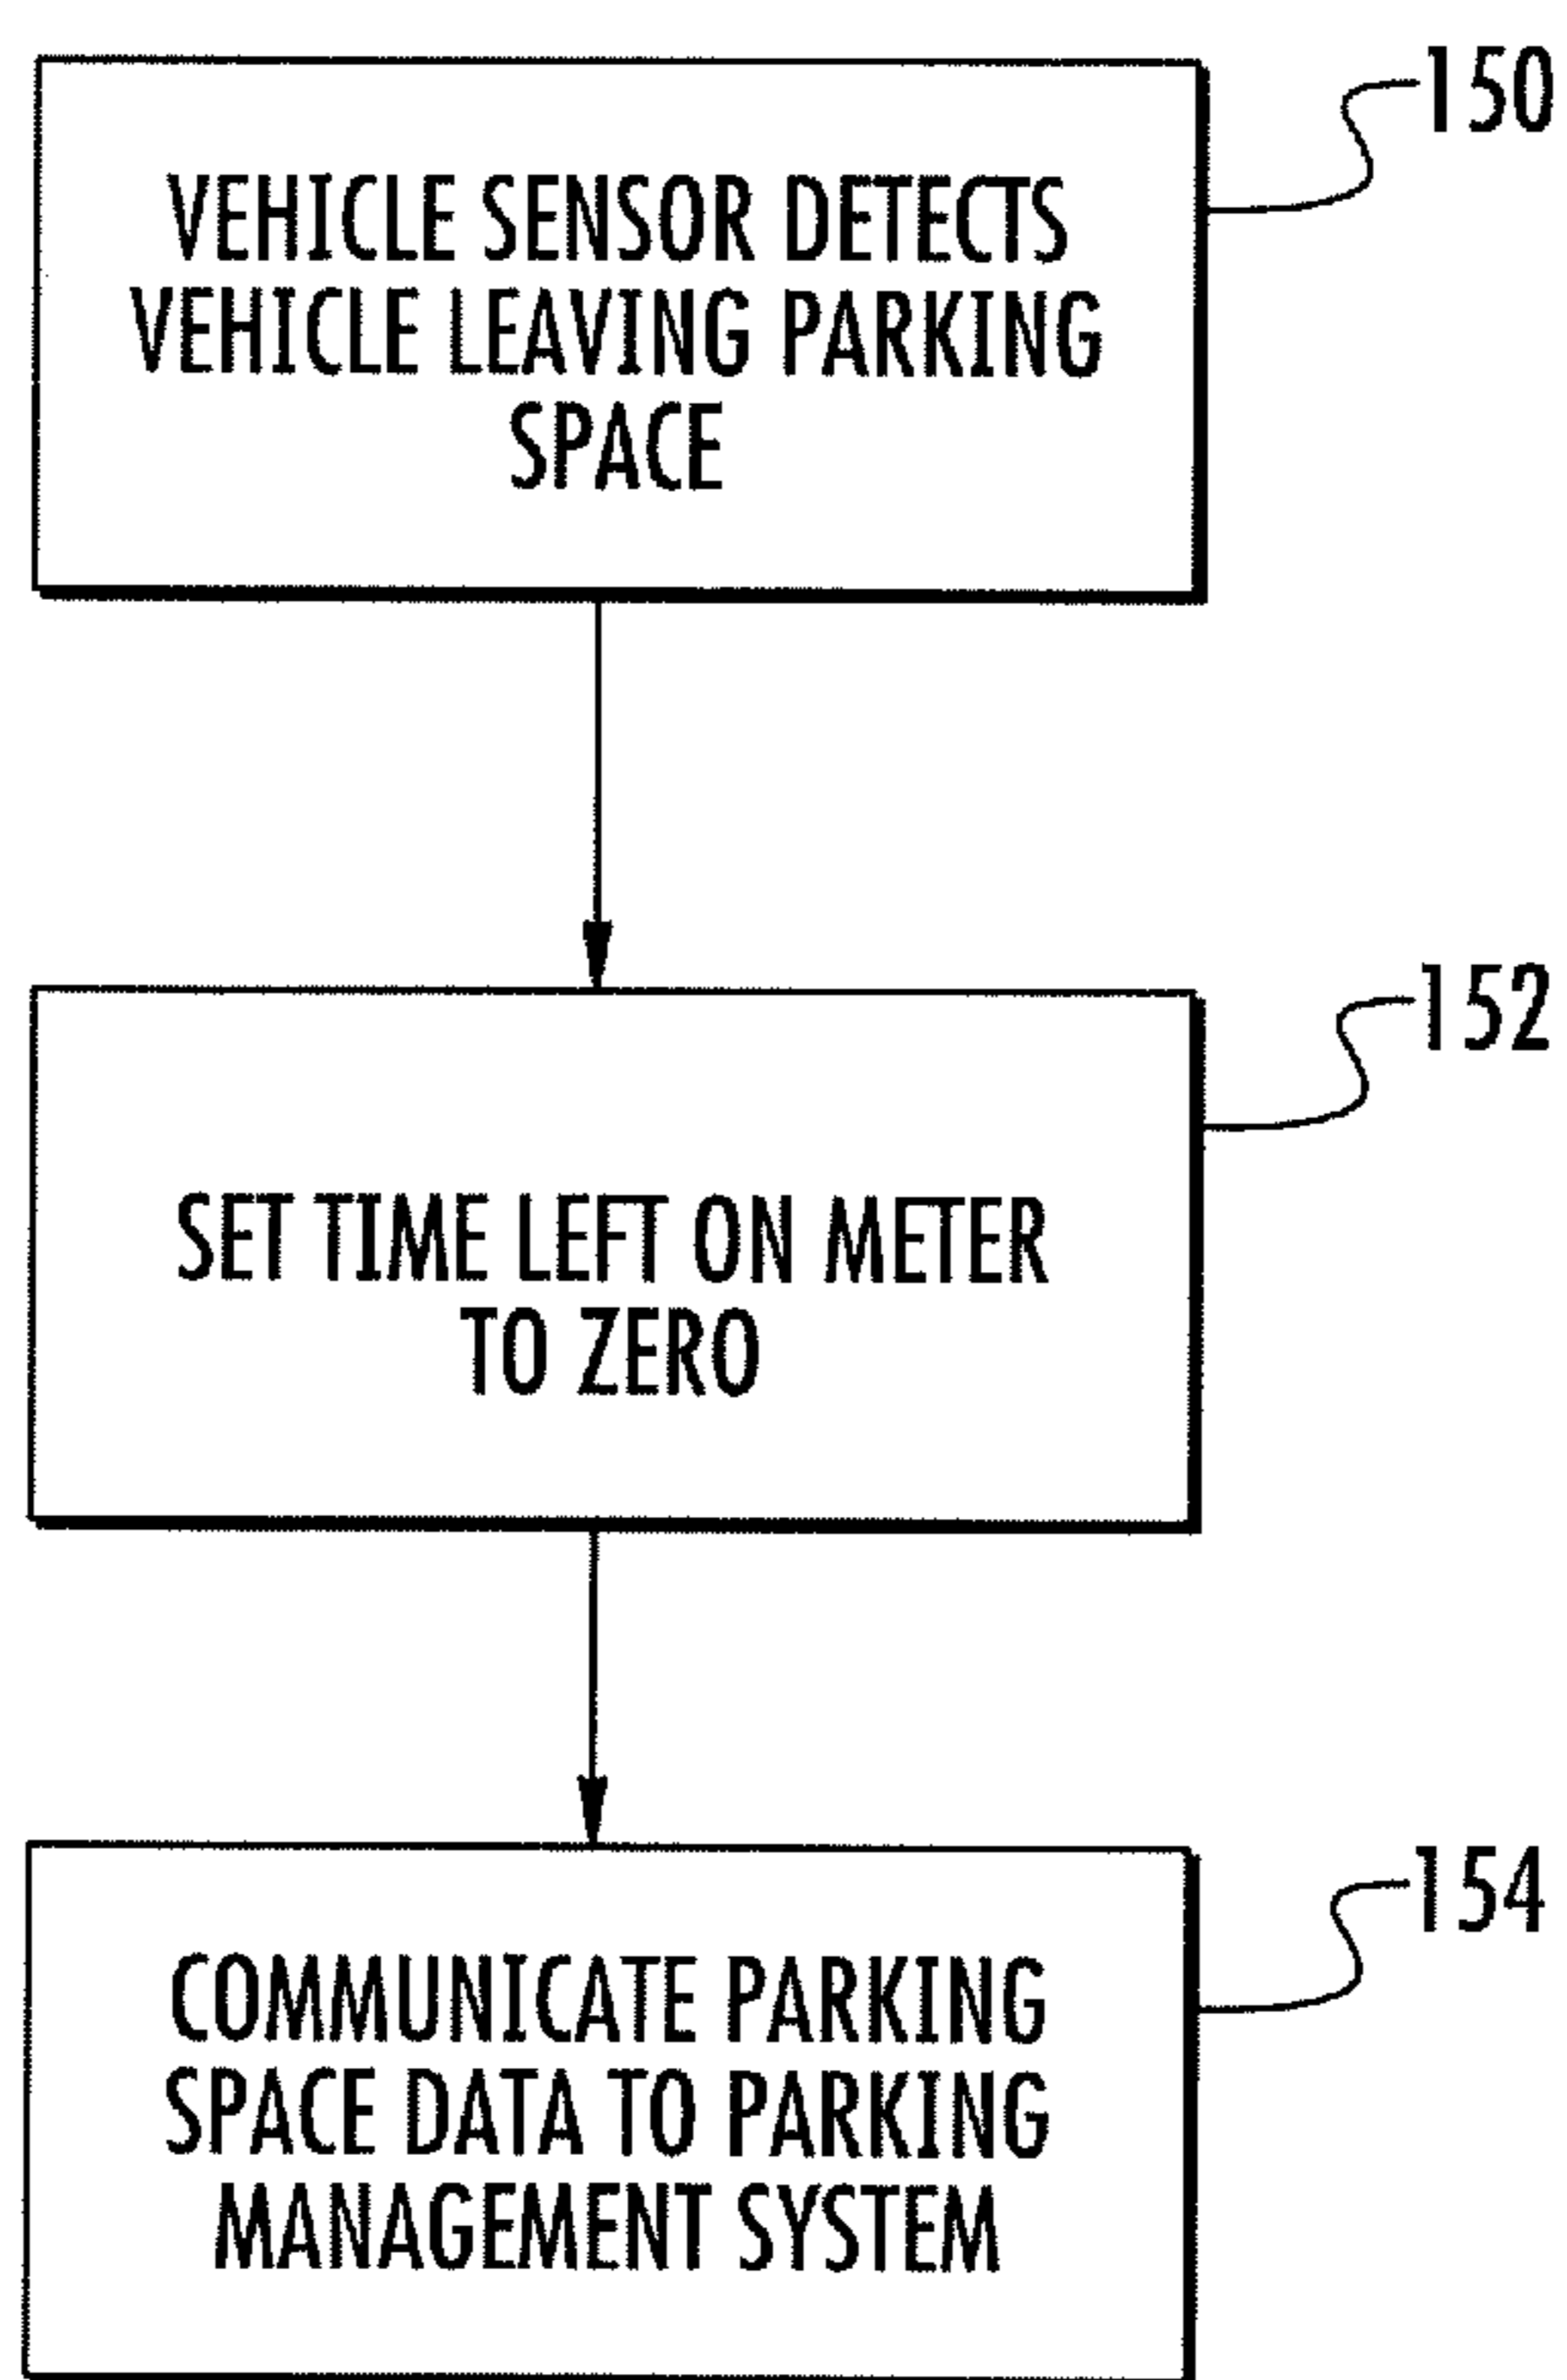 150
VEHICLE SENSOR DETECTS
VEHICLE LEAVING PARKING
SPACE
152
SET TIME LEFT ON METER
TO ZERO
154
COMMUNICATE PARKING
SPACE DATA TO PARKING
MANAGEMENT SYSTEM